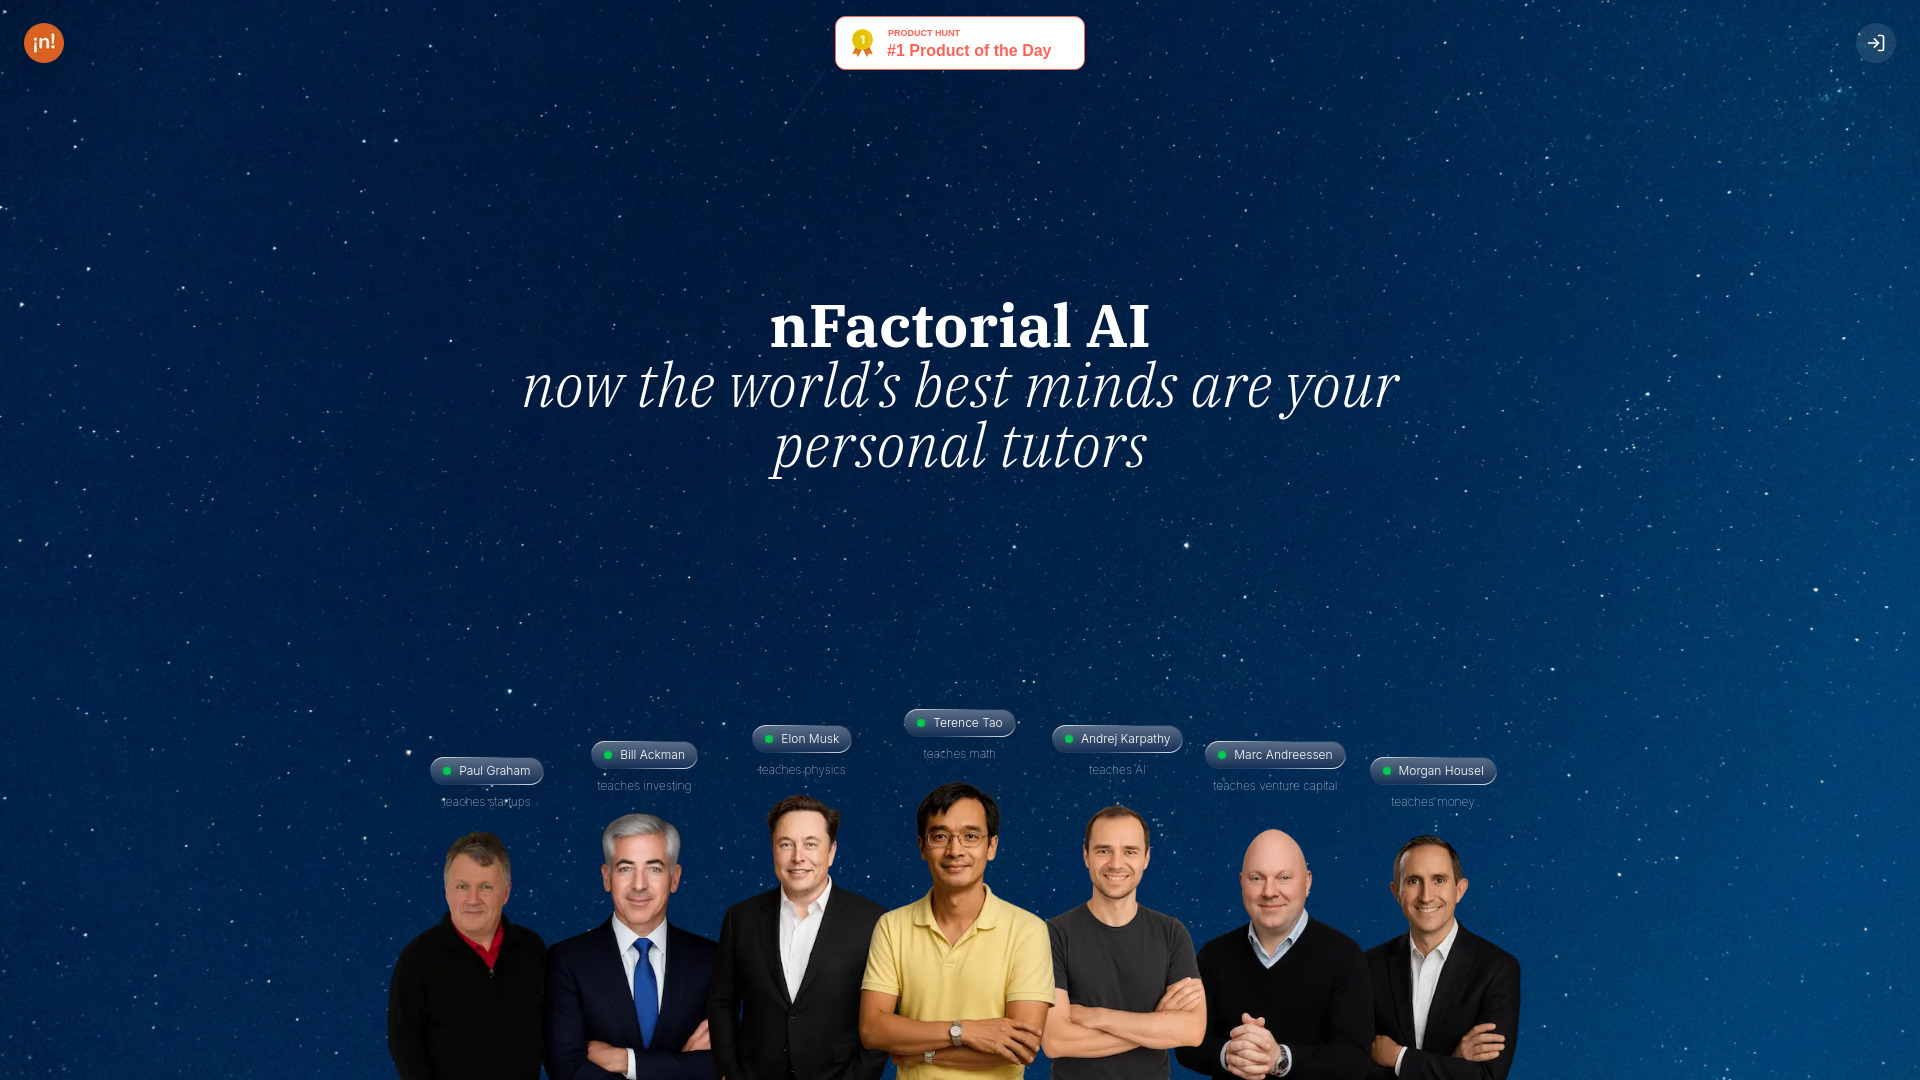 ¡n!
1
PRODUCT HUNT
#1 Product of the Day
nFactorial AI
now the world’s best minds are your
personal tutors
Paul Graham
teaches startups
Bill Ackman
teaches investing
Elon Musk
teaches physics
Terence Tao
teaches math
Andrej Karpathy
teaches AI
Marc Andreessen
teaches venture capital
Morgan Housel
teaches money